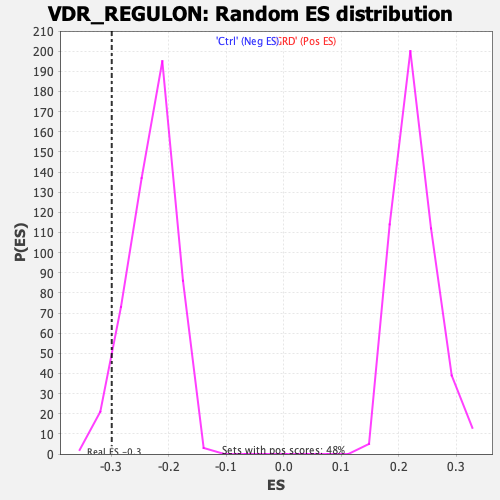 VDR_REGULON: Random ES distribution
'Ctrl' (Neg ES)
GRD' (Pos ES)
P(ES)
210
200
190
180
170
160
150
140
130
120
110
100
90
80
70
60
50
40
30
20
10
0
Real ES -0.3
Sets with pos scores: 48%
-0.3 -0.2 -0.1 0.0 0.1 0.2 0.3
ES